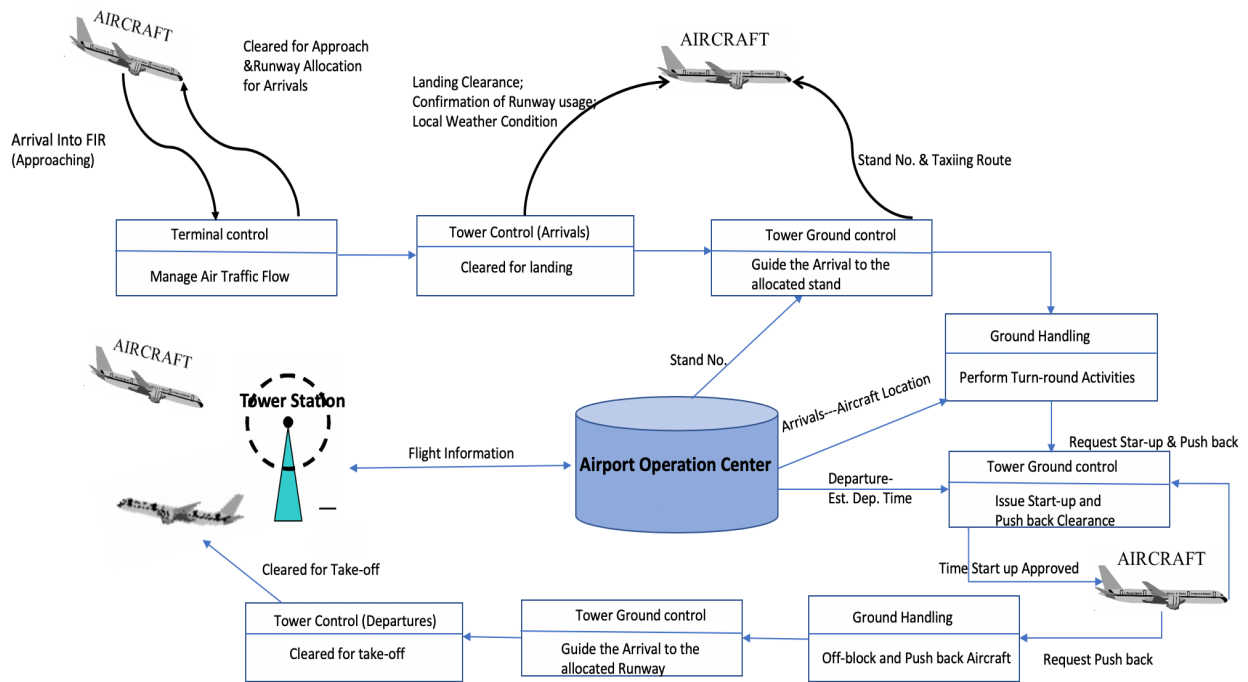 AIRCRAFT
Cleared for Approach
&Runway Allocation
for Arrivals
Arrival Into FIR
(Approaching)
AIRCRAFT
Landing Clearance;
Confirmation of Runway usage;
Local Weather Condition
Stand No. & Taxiing Route
Terminal control
Manage Air Traffic Flow
Tower Control (Arrivals)
Cleared for landing
Tower Ground control
Guide the Arrival to the
allocated stand
Ground Handling
Perform Turn-round Activities
Stand No.
Arrivals---Aircraft Location
AIRCRAFT
Tower Station
Flight Information
Airport Operation Center
Departure-
Est. Dep. Time
Request Star-up & Push back
Tower Ground control
Issue Start-up and
Push back Clearance
Time Start up Approved
AIRCRAFT
Request Push back
Ground Handling
Off-block and Push back Aircraft
Tower Ground control
Guide the Arrival to the
allocated Runway
Tower Control (Departures)
Cleared for take-off
Cleared for Take-off